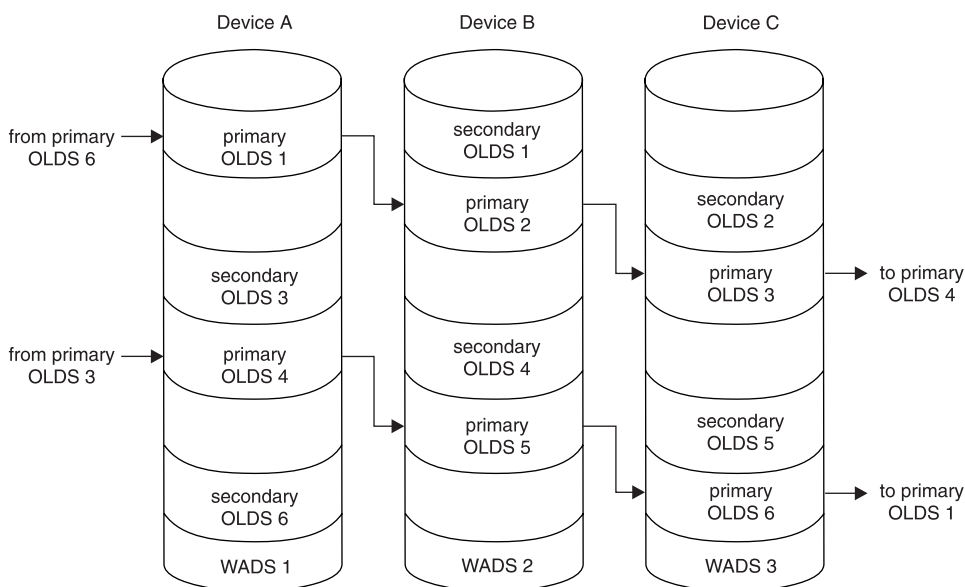 Device A
Device B
Device C
from primary
OLDS 6
primary
OLDS 1
secondary
OLDS 1
primary
OLDS 2
secondary
OLDS 2
secondary
OLDS 3
primary
OLDS 3
to primary
OLDS 4
from primary
OLDS 3
primary
OLDS 4
secondary
OLDS 4
primary
OLDS 5
secondary
OLDS 5
secondary
OLDS 6
primary
OLDS 6
to primary
OLDS 1
WADS 1
WADS 2
WADS 3